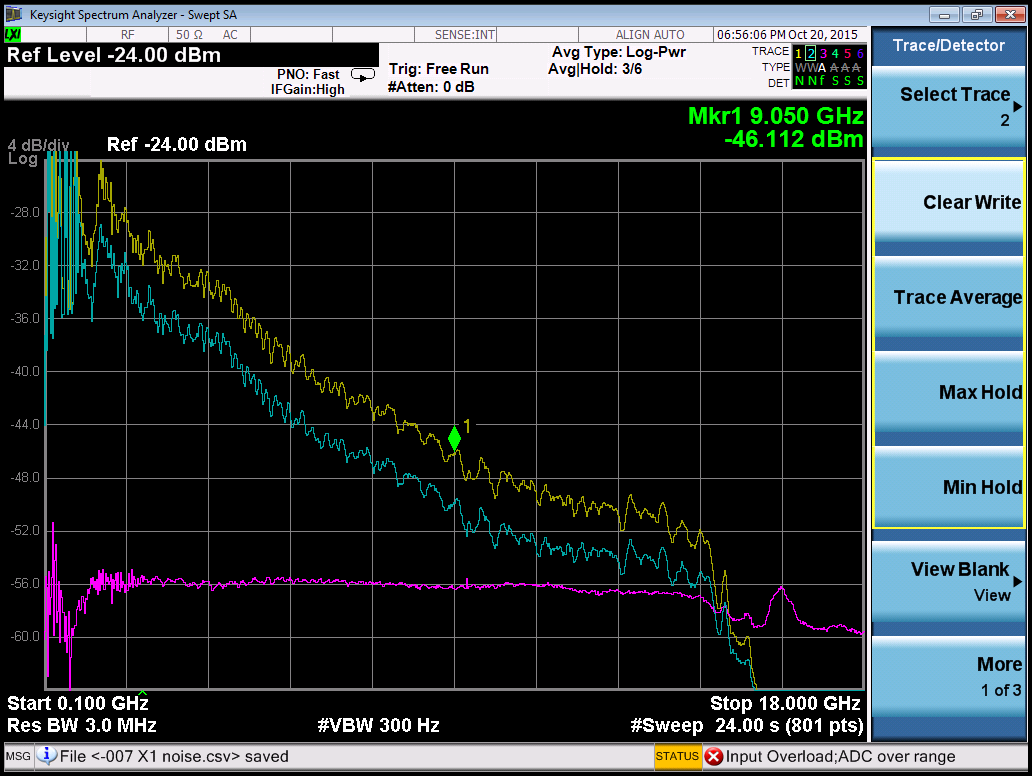 Keysight Spectrum Analyzer - Swept SA
LXI RF 50 Ω AC SENSE:INT ALIGN AUTO 06:56:06 PM Oct 20, 2015
Ref Level -24.00 dBm
PNO: Fast
IFGain:High
Trig: Free Run
#Atten: 0 dB
Avg Type: Log-Pwr
Avg|Hold: 3/6
TRACE 1 2 3 4 5 6
TYPE W W A A A A
DET N N f S S S
Mkr1 9.050 GHz
-46.112 dBm
4 dB/div
Log
Ref -24.00 dBm
-28.0
-32.0
-36.0
-40.0
-44.0
-48.0
-52.0
-56.0
-60.0
1
Start 0.100 GHz
Stop 18.000 GHz
Res BW 3.0 MHz
#VBW 300 Hz
#Sweep 24.00 s (801 pts)
Trace/Detector
Select Trace
2
Clear Write
Trace Average
Max Hold
Min Hold
View Blank
View
More
1 of 3
MSG File <-007 X1 noise.csv> saved
STATUS Input Overload;ADC over range